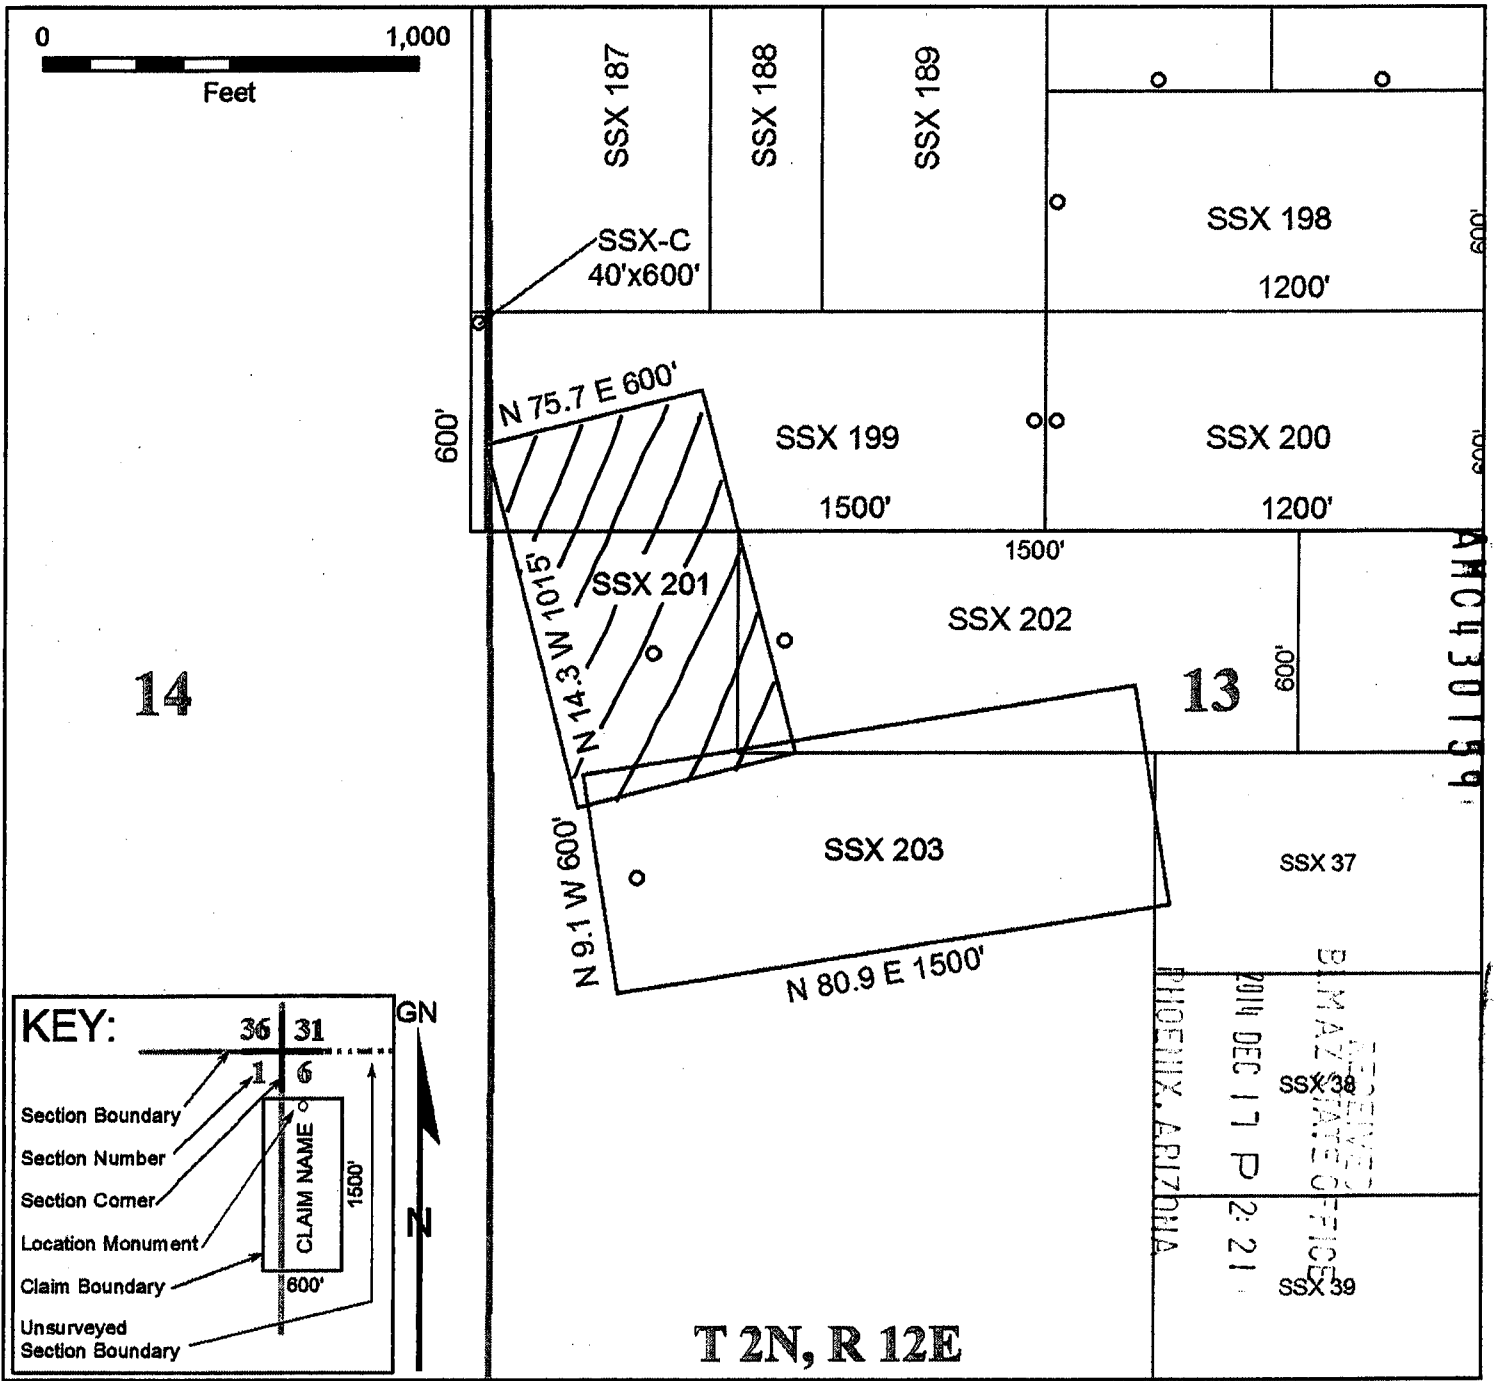 0 1,000
Feet
SSX 187
SSX 188
SSX 189
SSX-C
40'x600'
SSX 198
1200'
600'
N 75.7 E 600'
600'
SSX 199
1500'
SSX 200
1200'
600'
1500'
SSX 201
N 14.3 W 1015'
SSX 202
600'
14
13
AMC430159
SSX 203
N 9.1 W 600'
N 80.9 E 1500'
SSX 37
SSX 38
SSX 39
RECEIVED
BLM AZ STATE OFFICE
2014 DEC 17 P 2:21
PHOENIX, ARIZONA
KEY:
36 31
1 6
Section Boundary
Section Number
Section Corner
Location Monument
Claim Boundary
Unsurveyed
Section Boundary
CLAIM NAME
1500'
600'
GN
N
T 2N, R 12E